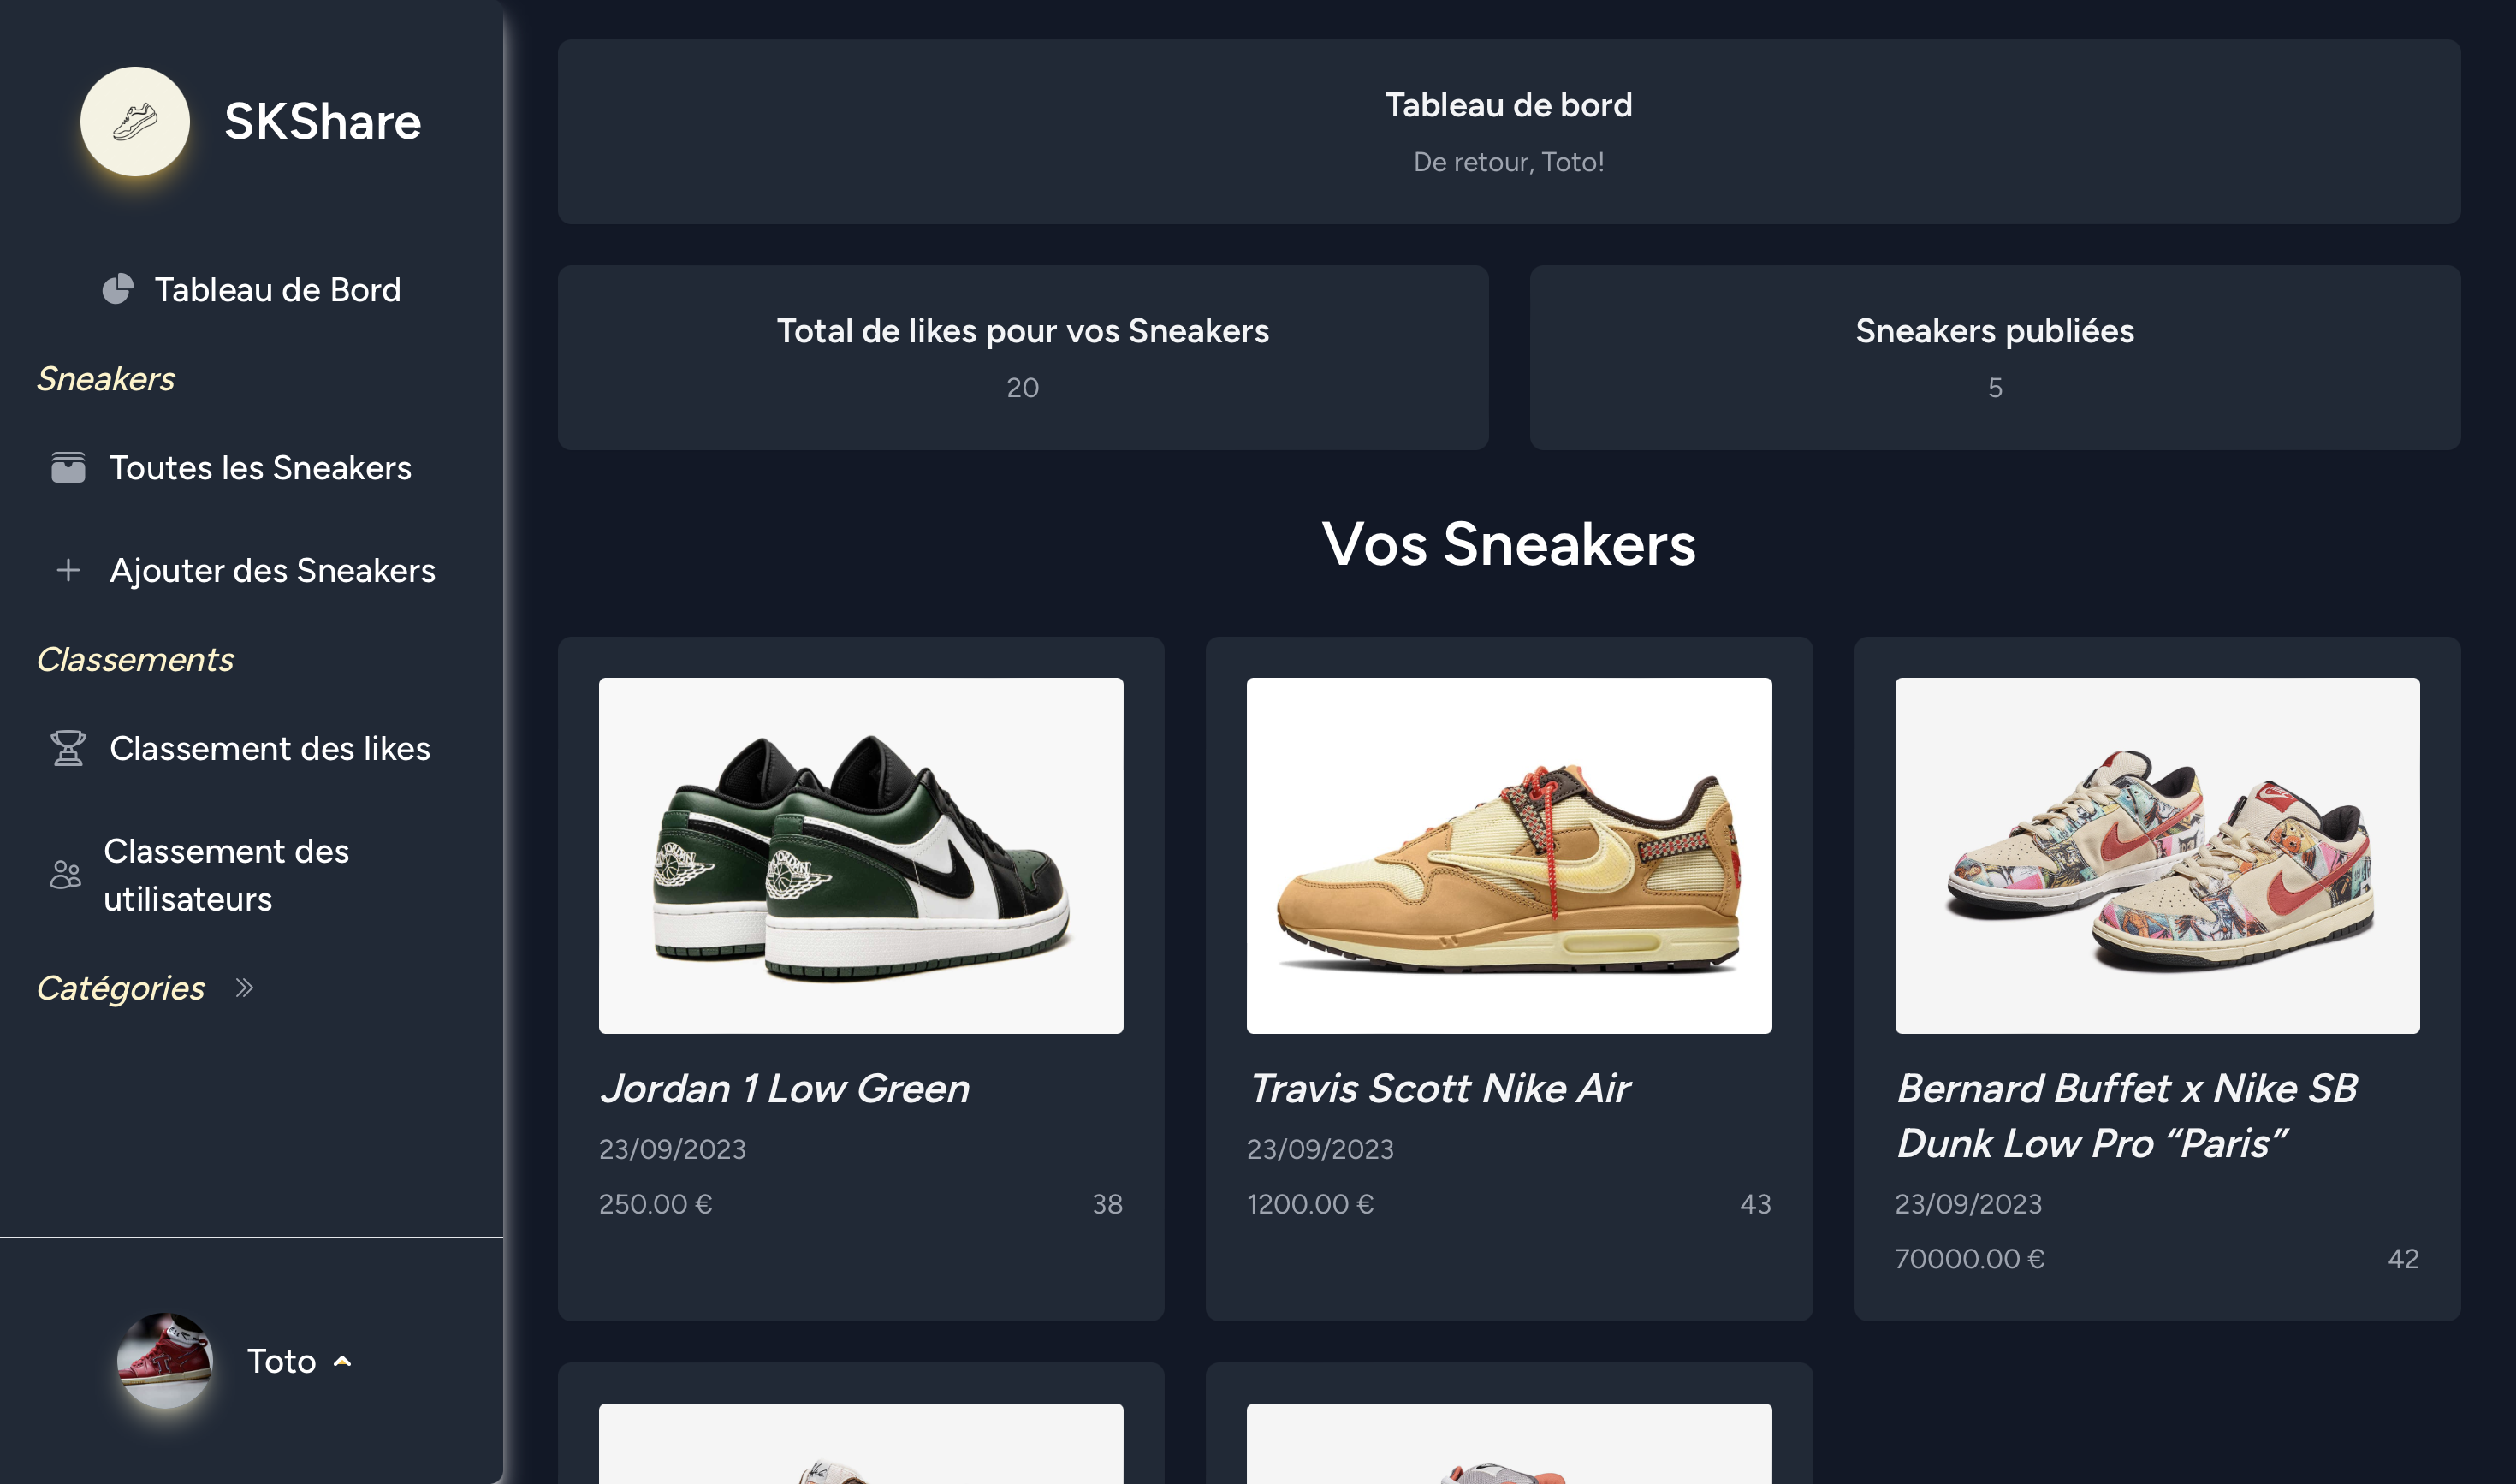 SKShare
Tableau de Bord
Sneakers
Toutes les Sneakers
Ajouter des Sneakers
Classements
Classement des likes
Classement des
utilisateurs
Catégories
Toto
Tableau de bord
De retour, Toto!
Total de likes pour vos Sneakers
20
Sneakers publiées
5
Vos Sneakers
Jordan 1 Low Green
23/09/2023
250.00 €
38
Travis Scott Nike Air
23/09/2023
1200.00 €
43
Bernard Buffet x Nike SB
Dunk Low Pro “Paris”
23/09/2023
70000.00 €
42